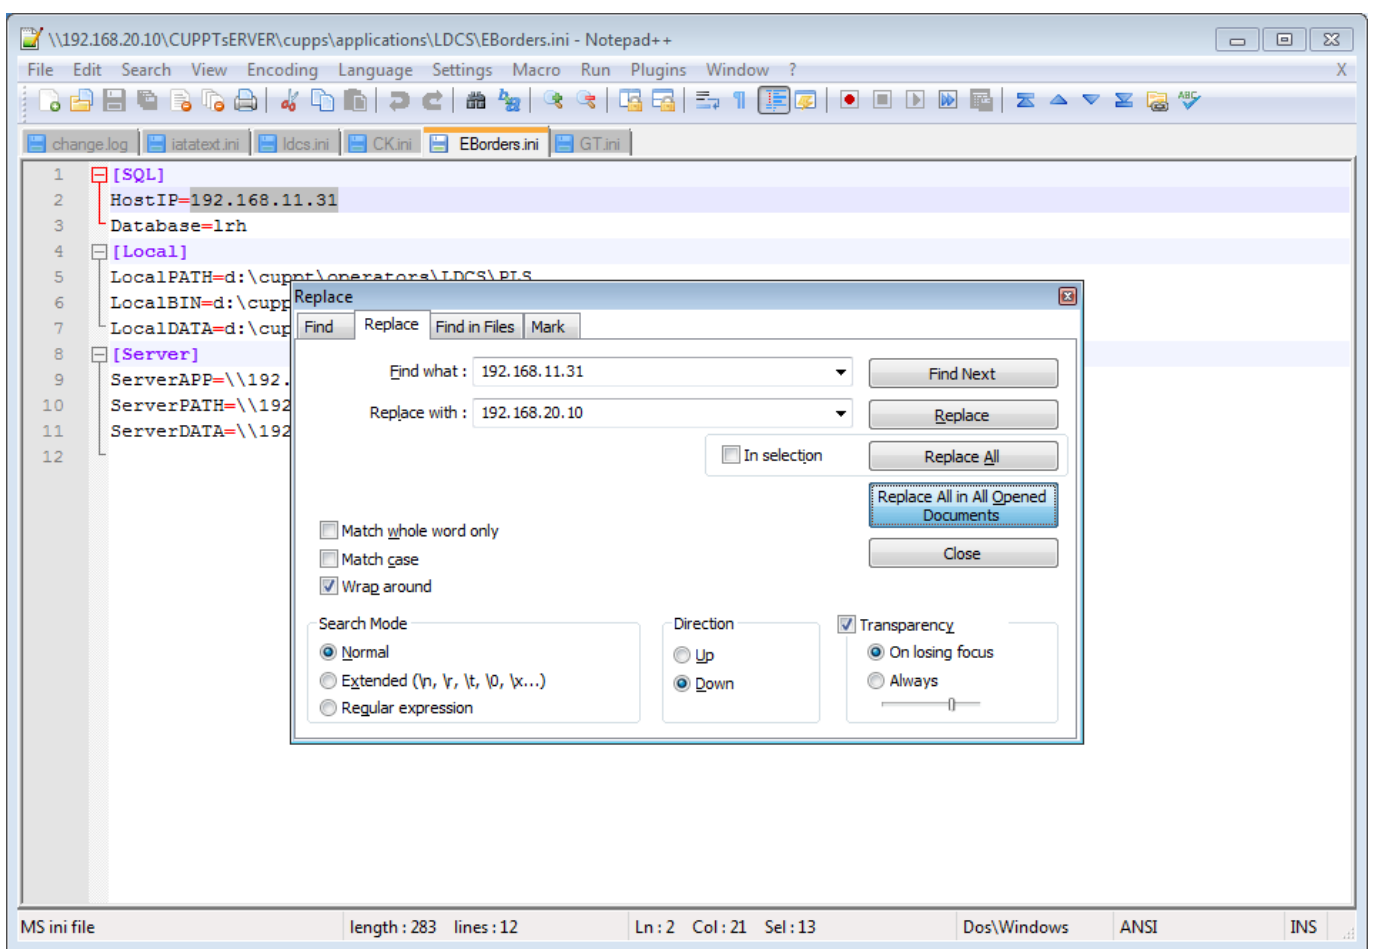 \\192.168.20.10\CUPPTsERVER\cupps\applications\LDCS\EBorders.ini - Notepad++
File Edit Search View Encoding Language Settings Macro Run Plugins Window ? X
change.log iatatext.ini ldcs.ini CK.ini EBorders.ini GT.ini
1 [SQL]
2 HostIP=192.168.11.31
3 Database=lrh
4 [Local]
5 LocalPATH=d:\cuppt\operators\LDCS\PLS
6 LocalBIN=d:\cupp
7 LocalDATA=d:\cup
8 [Server]
9 ServerAPP=\\192.
10 ServerPATH=\\192
11 ServerDATA=\\192
12
Replace
Find Replace Find in Files Mark
Find what : 192.168.11.31 Find Next
Replace with : 192.168.20.10 Replace
In selection Replace All
Replace All in All Opened
Documents
Match whole word only
Match case Close
Wrap around
Search Mode Direction Transparency
Normal Up On losing focus
Extended (\n, \r, \t, \0, \x...) Down Always
Regular expression
MS ini file length : 283 lines : 12 Ln : 2 Col : 21 Sel : 13 Dos\Windows ANSI INS